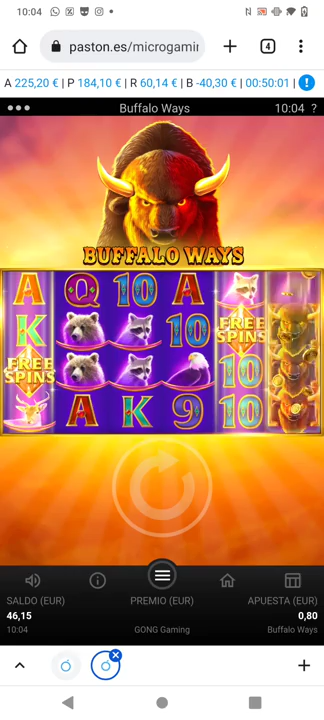 10:04
paston.es/microgamin
4
A 225,20 € | P 184,10 € | R 60,14 € | B -40,30 € | 00:50:01 |
Buffalo Ways 10:04 ?
BUFFALO WAYS
A Q 10 A
K 10 FREE SPINS
FREE SPINS 10
A K 9 10
SALDO (EUR) PREMIO (EUR) APUESTA (EUR)
46,15 0,80
10:04 GONG Gaming Buffalo Ways